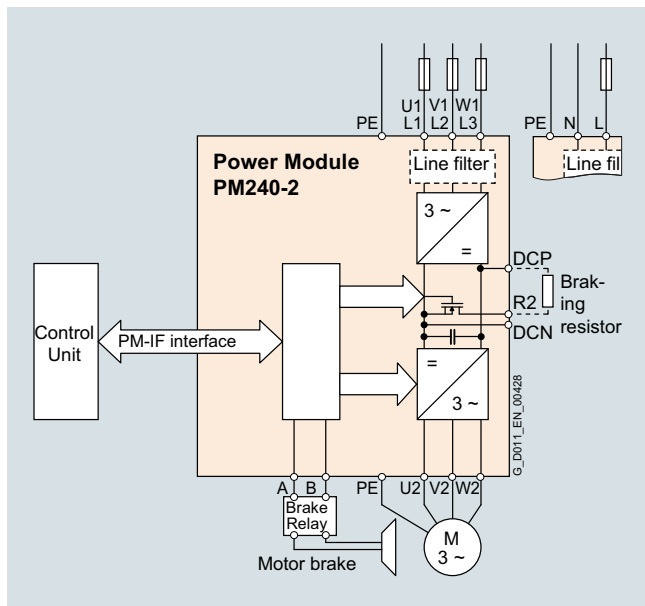 U1 V1 W1
PE L1 L2 L3
PE N L
Power Module
PM240-2
Line filter
Line fil
3 ~
=
DCP
R2
DCN
Brak-
ing
resistor
Control
Unit
PM-IF interface
=
3 ~
G_D011_EN_00428
A B PE U2 V2 W2
Brake
Relay
Motor brake
M
3 ~